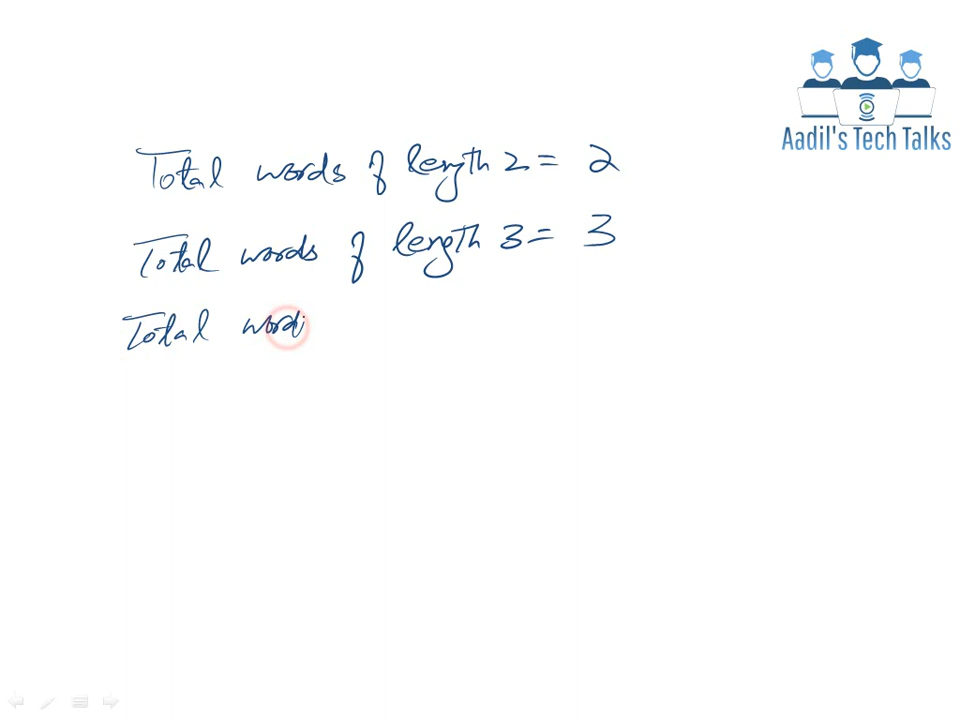 Aadil's Tech Talks
Total words of length 2 = 2
Total words of length 3 = 3
Total word